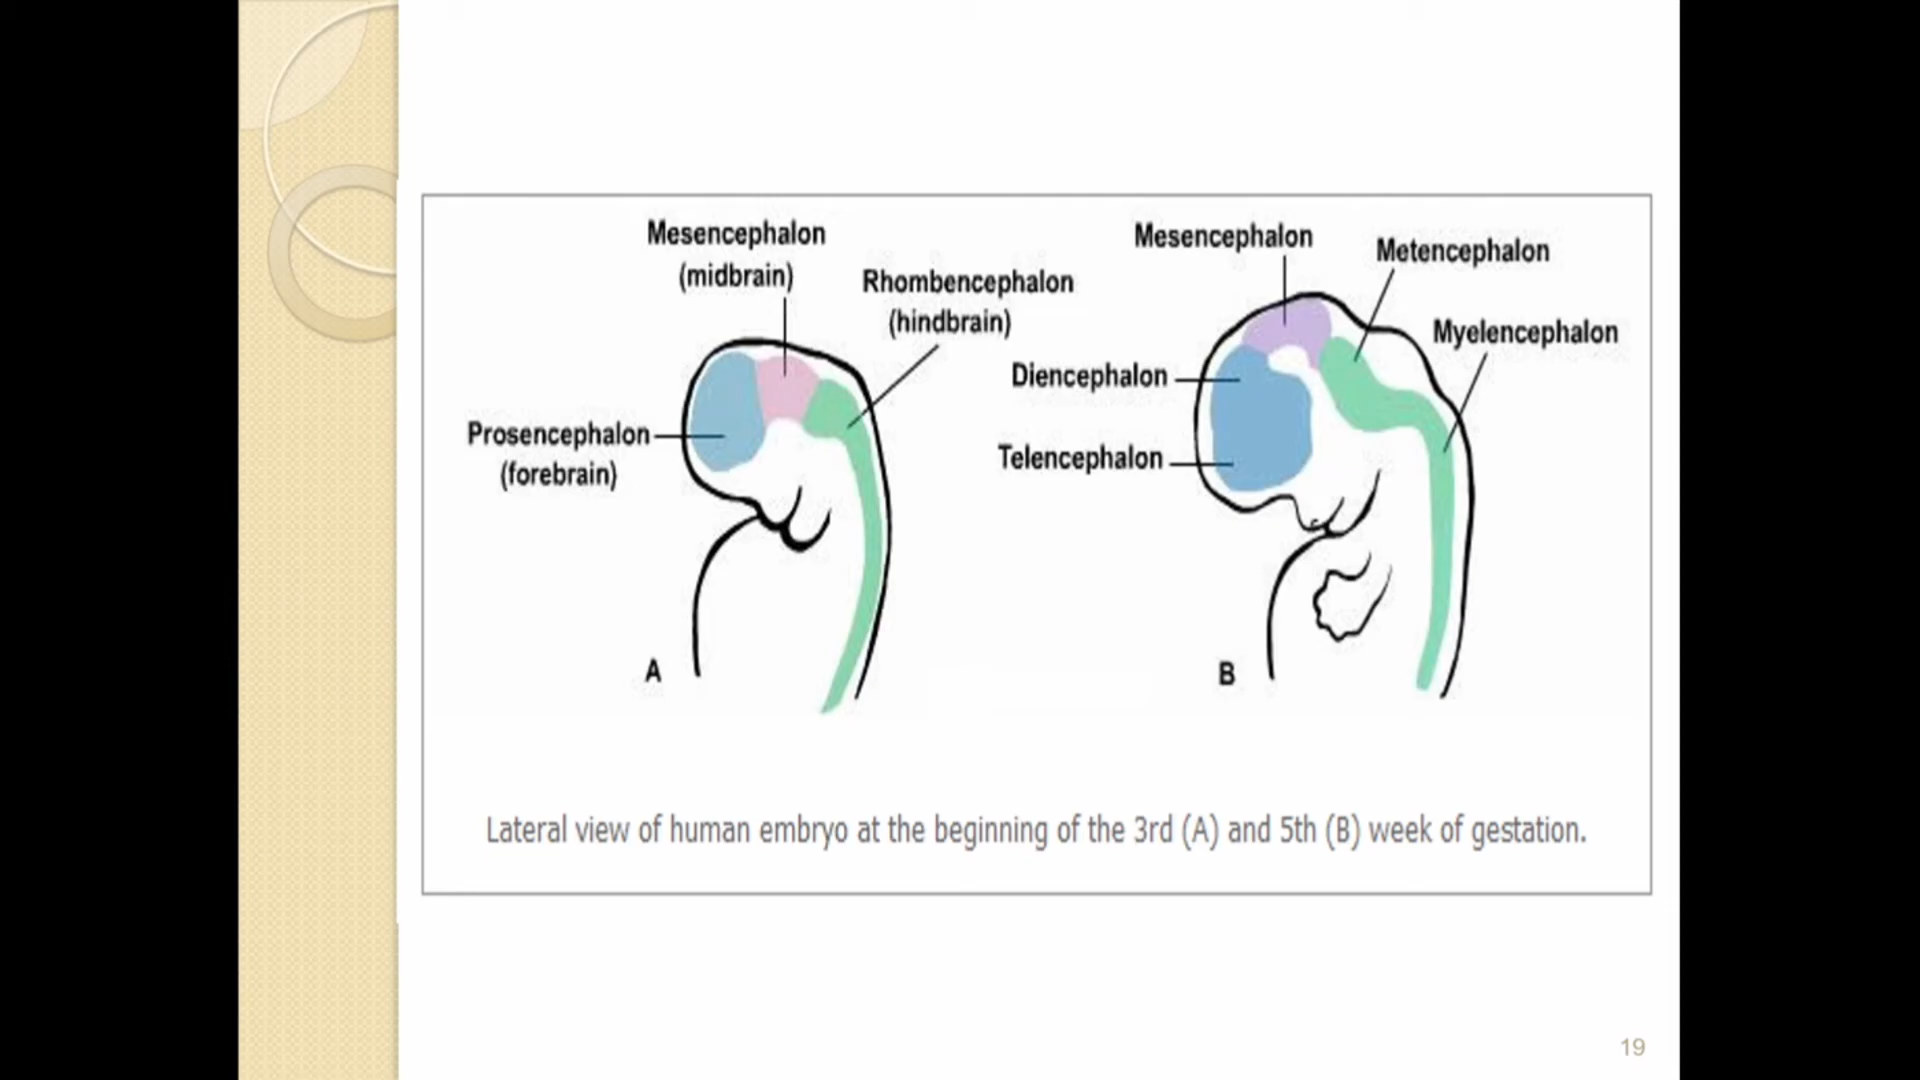 Mesencephalon
(midbrain)
Rhombencephalon
(hindbrain)
Prosencephalon
(forebrain)
A
Mesencephalon
Metencephalon
Myelencephalon
Diencephalon
Telencephalon
B
Lateral view of human embryo at the beginning of the 3rd (A) and 5th (B) week of gestation.
19